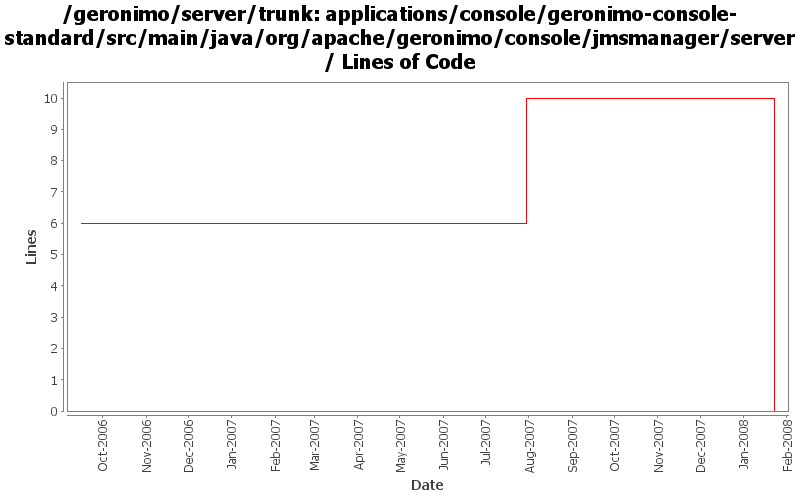 /geronimo/server/trunk: applications/console/geronimo-console-
standard/src/main/java/org/apache/geronimo/console/jmsmanager/server
/ Lines of Code
10
9
8
7
6
5
4
3
2
1
0
Lines
Oct-2006
Nov-2006
Dec-2006
Jan-2007
Feb-2007
Mar-2007
Apr-2007
May-2007
Jun-2007
Jul-2007
Aug-2007
Sep-2007
Oct-2007
Nov-2007
Dec-2007
Jan-2008
Feb-2008
Date